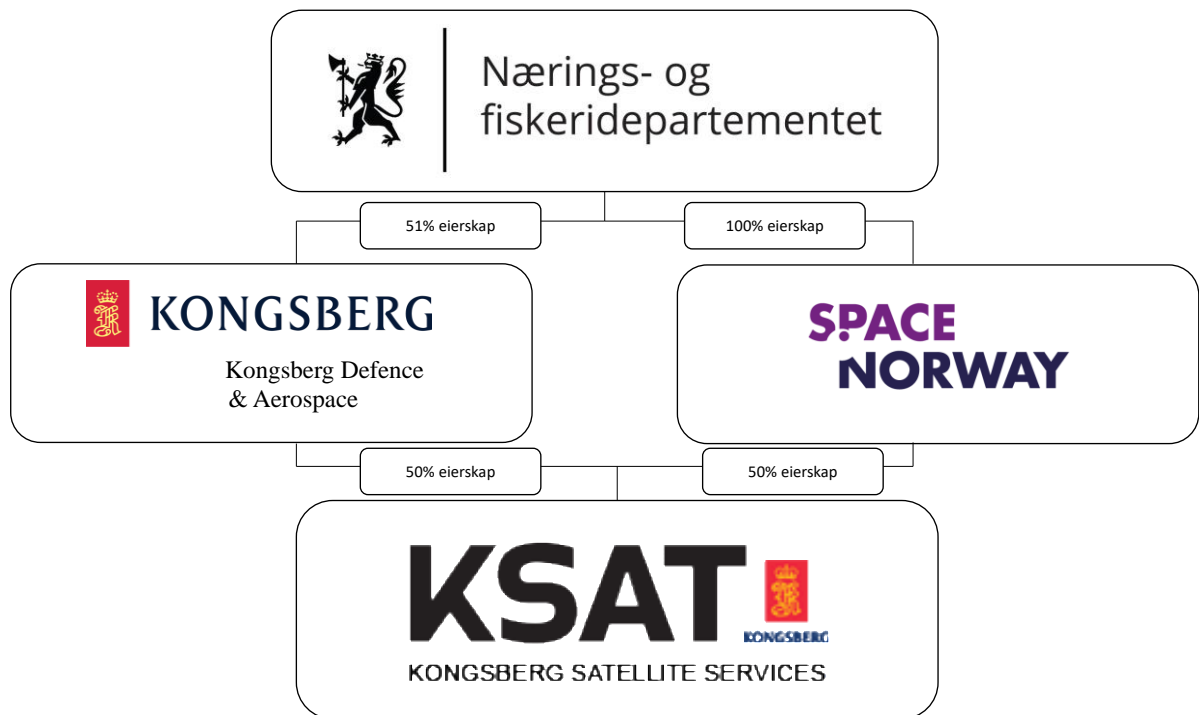 Nærings- og
fiskeridepartementet
51% eierskap
100% eierskap
KONGSBERG
Kongsberg Defence
& Aerospace
SPACE
NORWAY
50% eierskap
50% eierskap
KSAT
KONGSBERG
KONGSBERG SATELLITE SERVICES